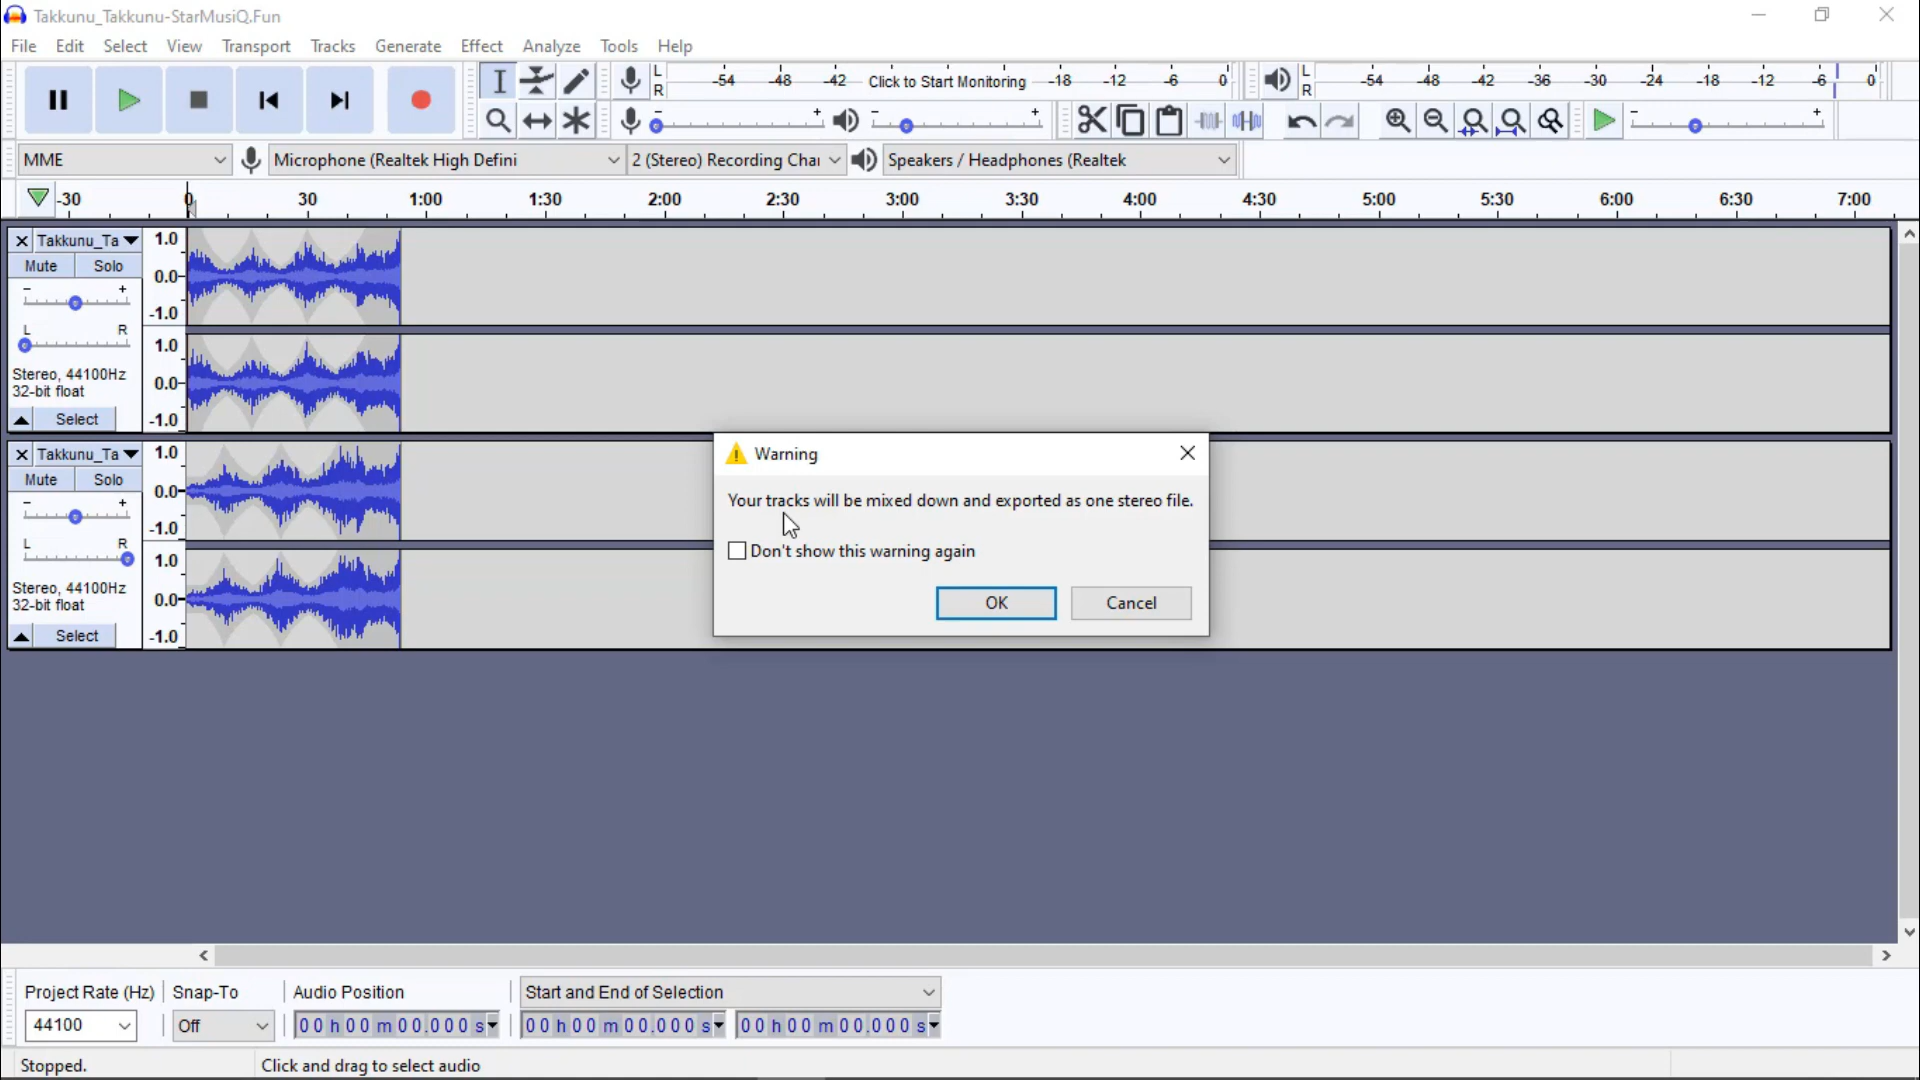 Takkunu_Takkunu-StarMusiQ.Fun
File Edit Select View Transport Tracks Generate Effect Analyze Tools Help
L R -54 -48 -42 Click to Start Monitoring -18 -12 -6 0 L R -54 -48 -42 -36 -30 -24 -18 -12 -6 0
- + - + - +
MME Microphone (Realtek High Defini 2 (Stereo) Recording Chai Speakers / Headphones (Realtek
-30 0 30 1:00 1:30 2:00 2:30 3:00 3:30 4:00 4:30 5:00 5:30 6:00 6:30 7:00
Takkunu_Ta 1.0
Mute Solo 0.0
- + -1.0
L R 1.0
Stereo, 44100Hz
32-bit float 0.0
Select -1.0
Takkunu_Ta 1.0
Mute Solo 0.0
- + -1.0
L R 1.0
Stereo, 44100Hz
32-bit float 0.0
Select -1.0
Warning
Your tracks will be mixed down and exported as one stereo file.
Don't show this warning again
OK Cancel
Project Rate (Hz) Snap-To Audio Position Start and End of Selection
44100 Off 00 h 00 m 00.000 s 00 h 00 m 00.000 s 00 h 00 m 00.000 s
Stopped. Click and drag to select audio